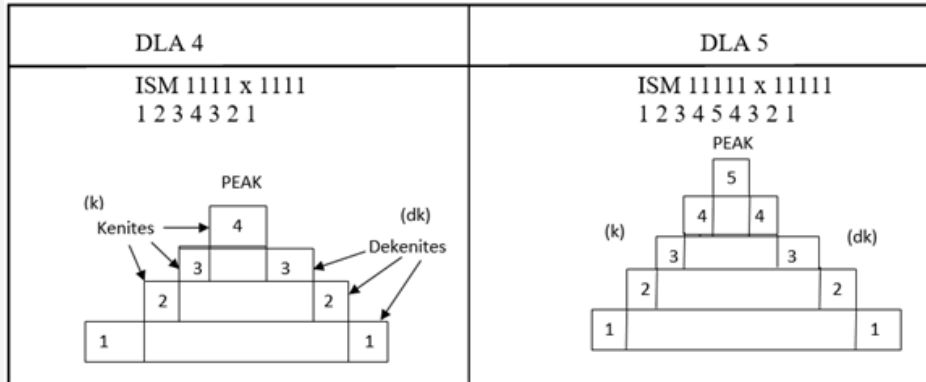 DLA 4
ISM 1111 x 1111
1 2 3 4 3 2 1
PEAK
(k)
4
(dk)
Kenites
Dekenites
3 3
2 2
1 1
DLA 5
ISM 11111 x 11111
1 2 3 4 5 4 3 2 1
PEAK
5
4 4
(k)
(dk)
3 3
2 2
1 1